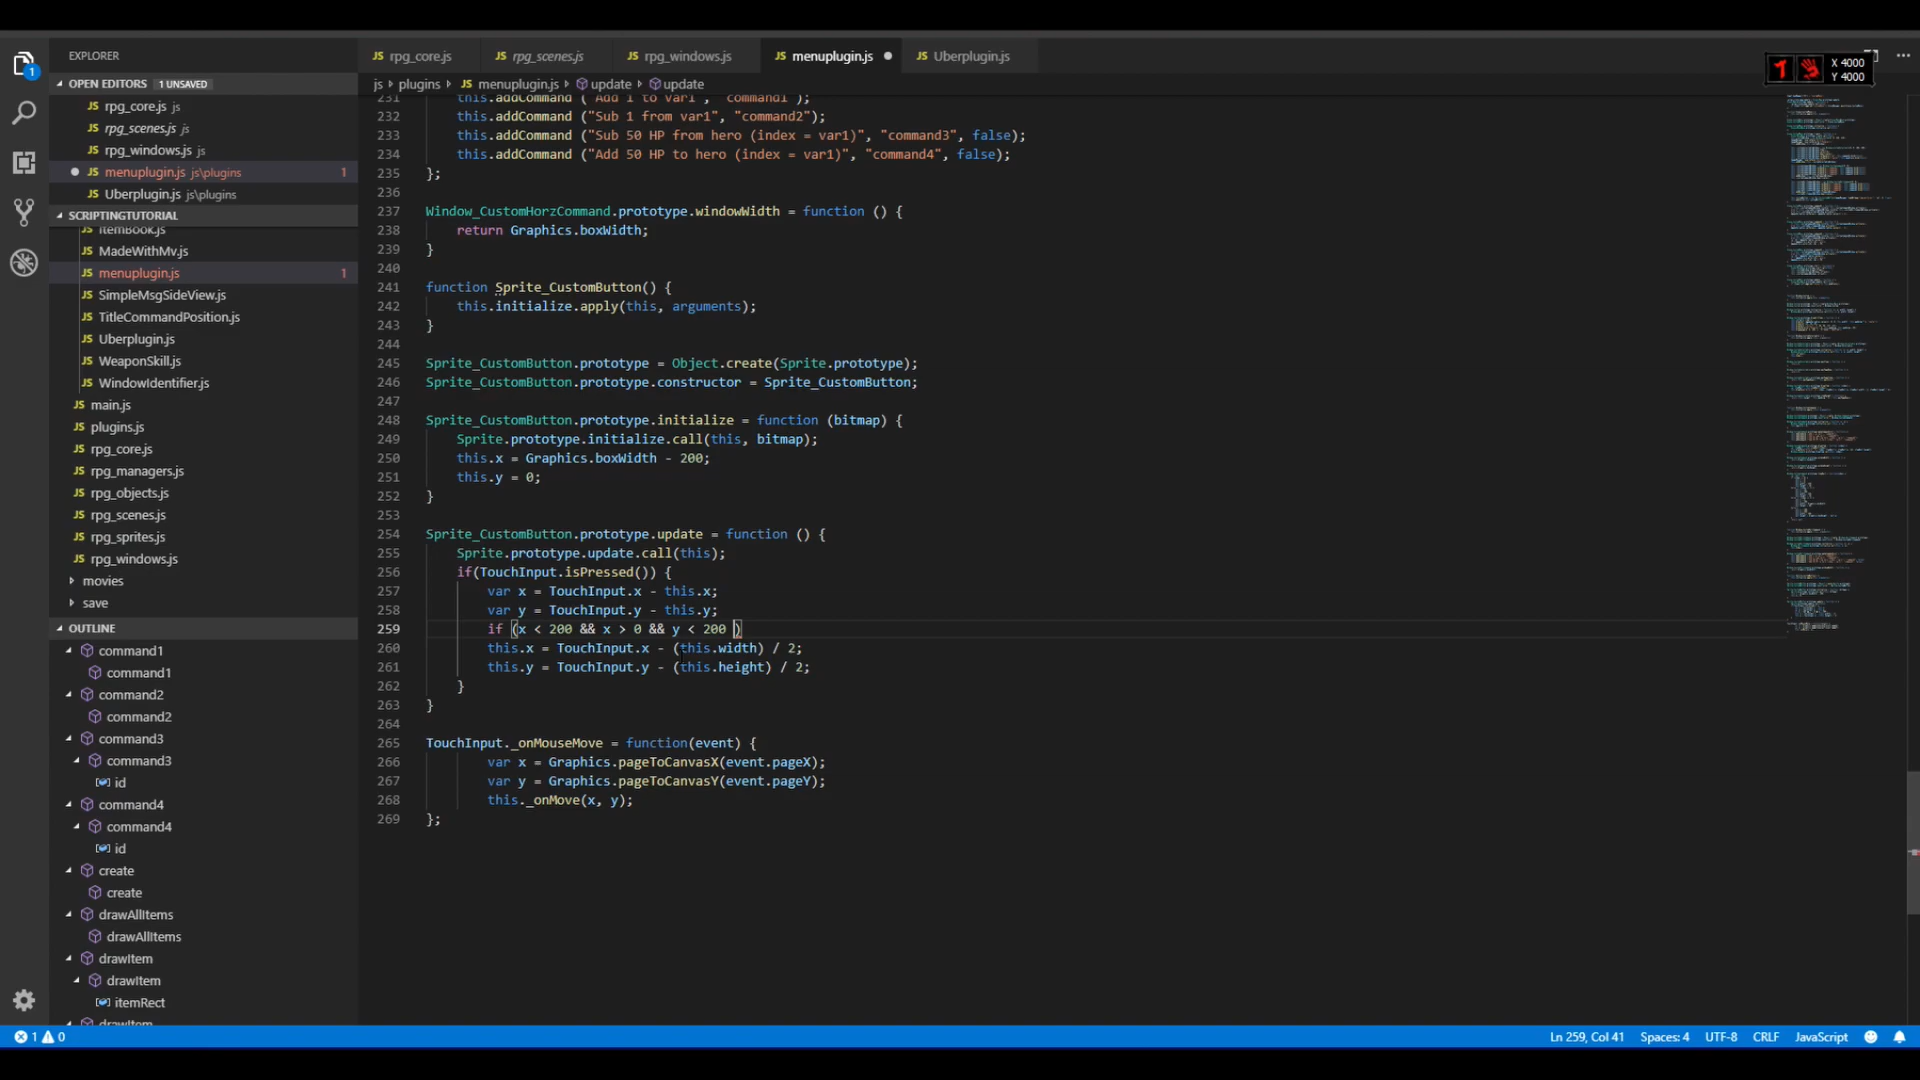 EXPLORER
OPEN EDITORS 1 UNSAVED
JS rpg_core.js js
JS rpg_scenes.js js
JS rpg_windows.js js
JS menuplugin.js js\plugins 1
JS Uberplugin.js js\plugins
SCRIPTINGTUTORIAL
JS itemBook.js
JS MadeWithMv.js
JS menuplugin.js 1
JS SimpleMsgSideView.js
JS TitleCommandPosition.js
JS Uberplugin.js
JS WeaponSkill.js
JS WindowIdentifier.js
JS main.js
JS plugins.js
JS rpg_core.js
JS rpg_managers.js
JS rpg_objects.js
JS rpg_scenes.js
JS rpg_sprites.js
JS rpg_windows.js
movies
save
OUTLINE
command1
command1
command2
command2
command3
command3
id
command4
command4
id
create
create
drawAllItems
drawAllItems
drawItem
drawItem
itemRect
drawItem
JS rpg_core.js JS rpg_scenes.js JS rpg_windows.js JS menuplugin.js JS Uberplugin.js
js plugins JS menuplugin.js update update
X 4000
Y 4000
231 this.addCommand ("Add 1 to var1", "command1");
232 this.addCommand ("Sub 1 from var1", "command2");
233 this.addCommand ("Sub 50 HP from hero (index = var1)", "command3", false);
234 this.addCommand ("Add 50 HP to hero (index = var1)", "command4", false);
235 };
236
237 Window_CustomHorzCommand.prototype.windowWidth = function () {
238 return Graphics.boxWidth;
239 }
240
241 function Sprite_CustomButton() {
242 this.initialize.apply(this, arguments);
243 }
244
245 Sprite_CustomButton.prototype = Object.create(Sprite.prototype);
246 Sprite_CustomButton.prototype.constructor = Sprite_CustomButton;
247
248 Sprite_CustomButton.prototype.initialize = function (bitmap) {
249 Sprite.prototype.initialize.call(this, bitmap);
250 this.x = Graphics.boxWidth - 200;
251 this.y = 0;
252 }
253
254 Sprite_CustomButton.prototype.update = function () {
255 Sprite.prototype.update.call(this);
256 if(TouchInput.isPressed()) {
257 var x = TouchInput.x - this.x;
258 var y = TouchInput.y - this.y;
259 if (x < 200 && x > 0 && y < 200 )
260 this.x = TouchInput.x - (this.width) / 2;
261 this.y = TouchInput.y - (this.height) / 2;
262 }
263 }
264
265 TouchInput._onMouseMove = function(event) {
266 var x = Graphics.pageToCanvasX(event.pageX);
267 var y = Graphics.pageToCanvasY(event.pageY);
268 this._onMove(x, y);
269 };
1 0 Ln 259, Col 41 Spaces: 4 UTF-8 CRLF JavaScript